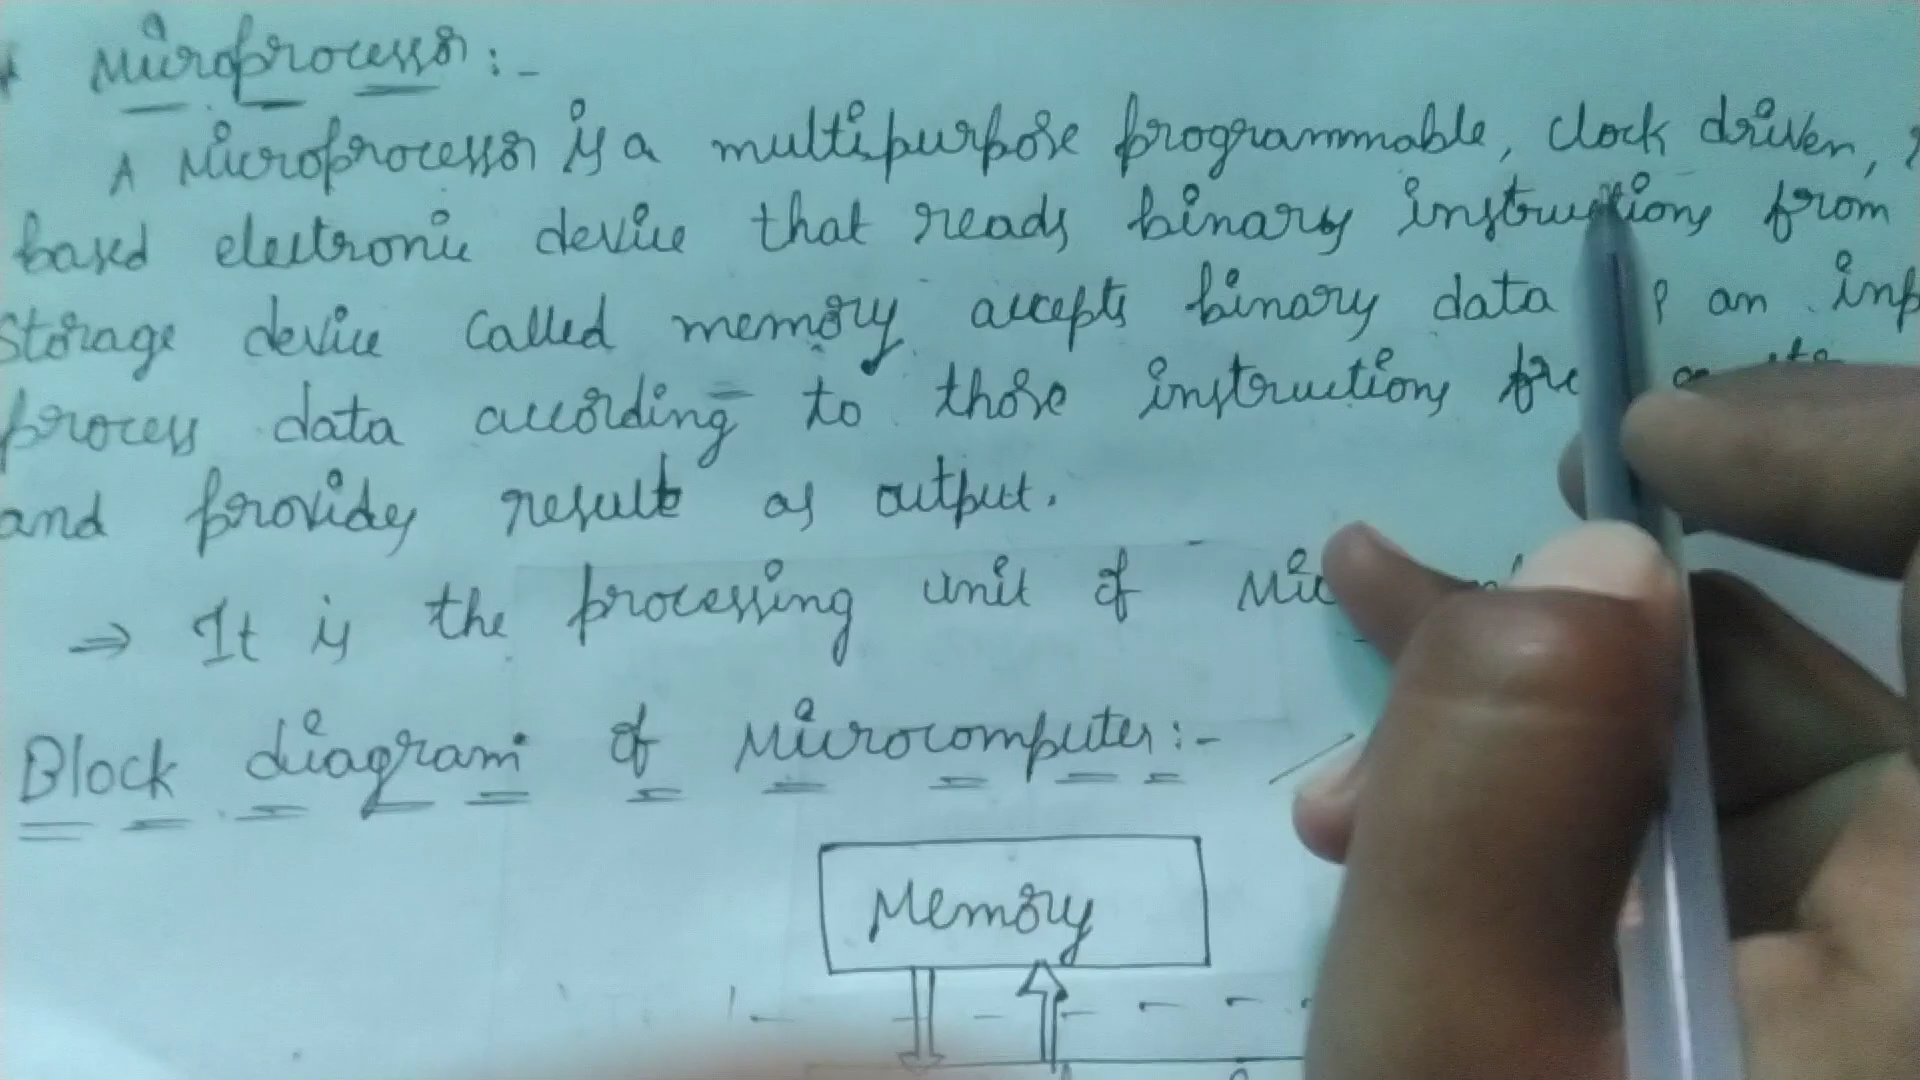 Microprocessor :-
A Microprocessor is a multipurpose programmable, clock driven,
based electronic device that reads binary instructions from
Storage device called memory accepts binary data an
process data according to those instructions
and provides result as output.
⇒ It is the processing unit of
Block diagram of Microcomputer :-
Memory